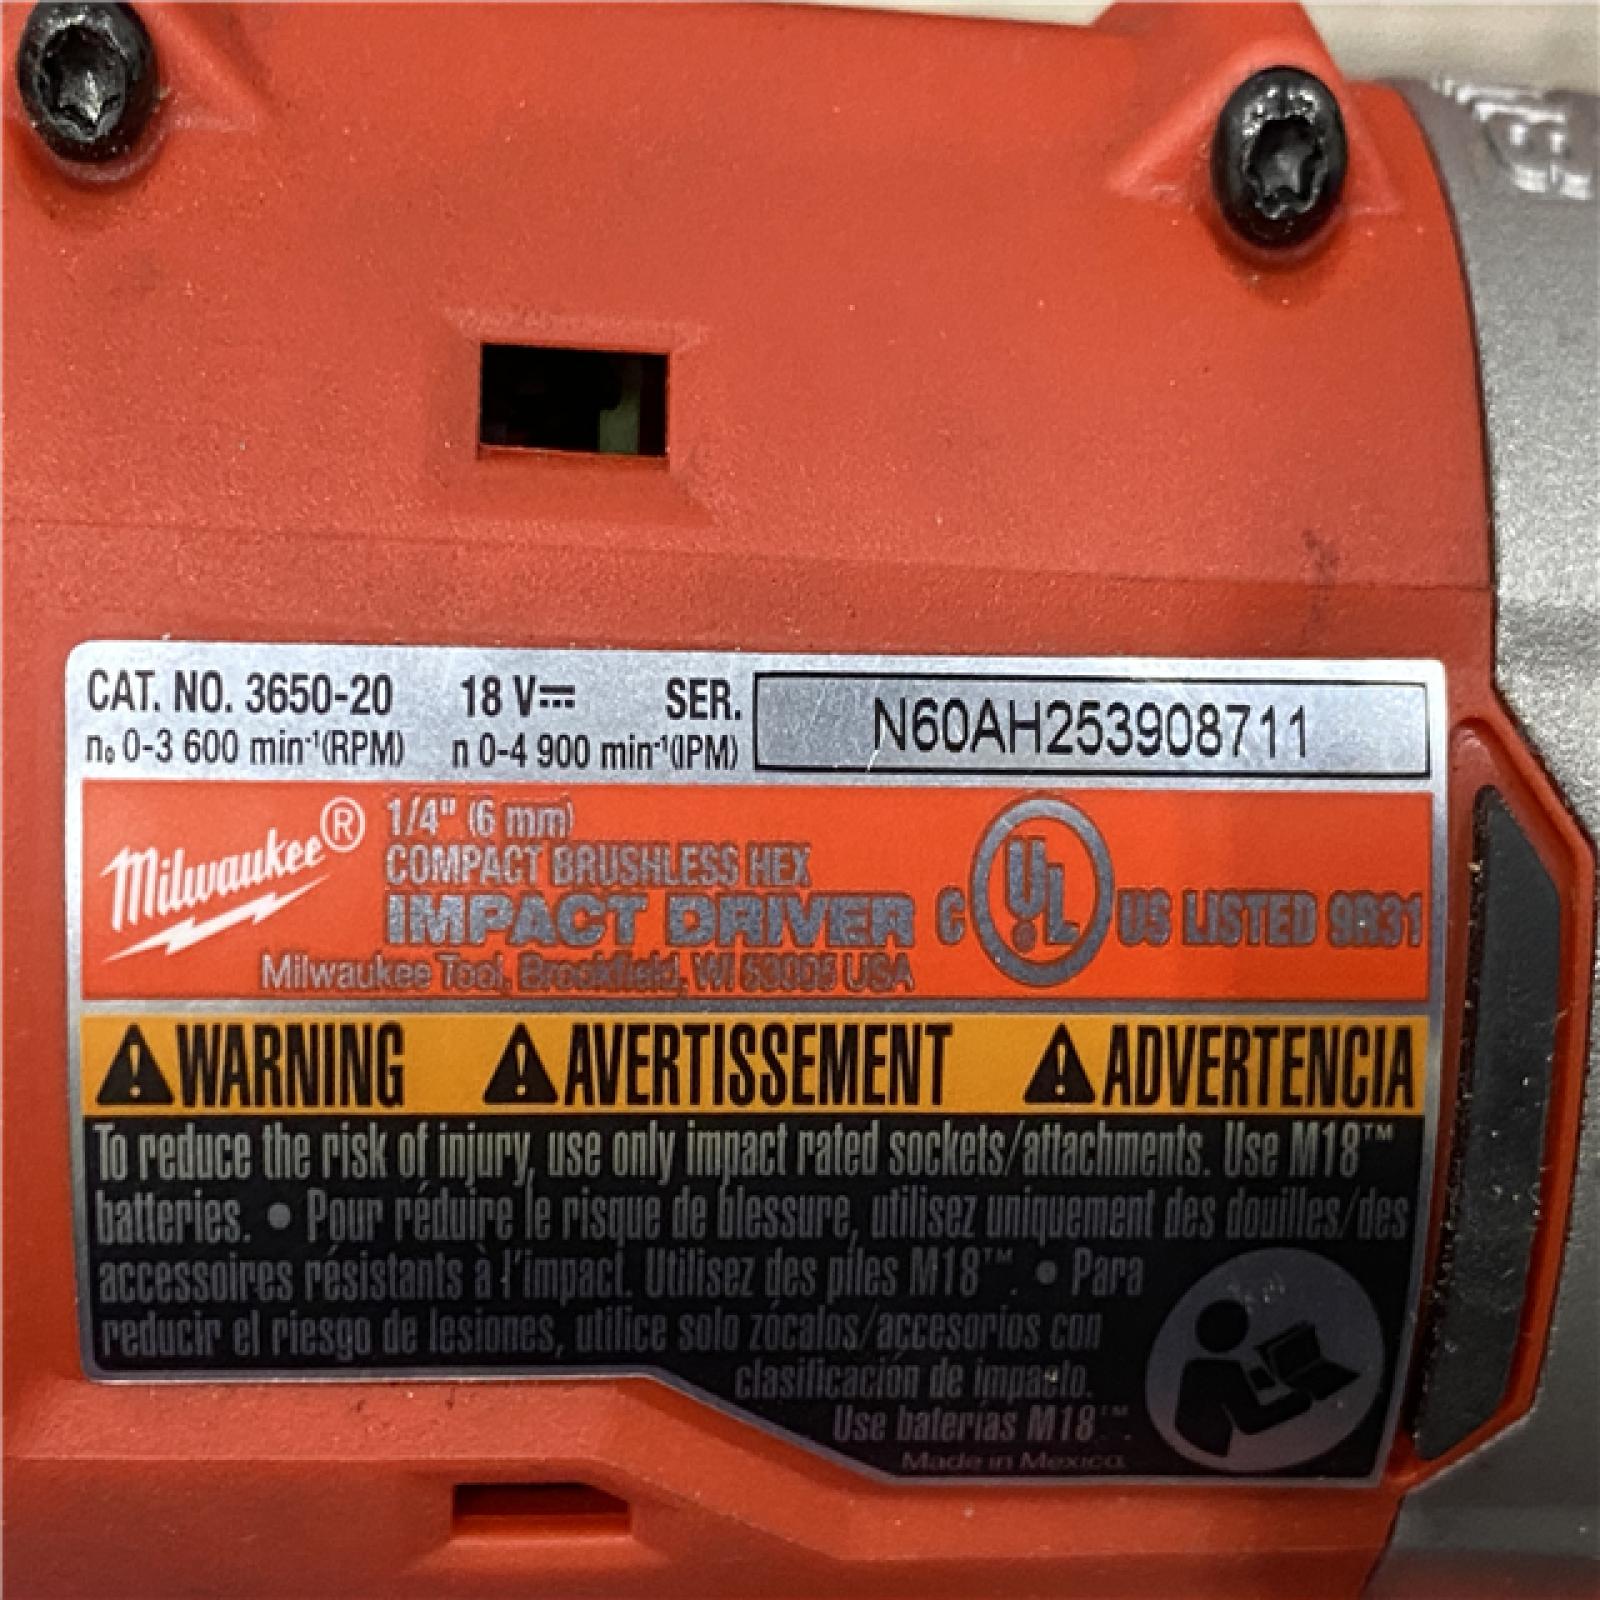 CAT. NO. 3650-20 18 V⎓ SER. N60AH253908711
n₀ 0-3 600 min⁻¹(RPM) n 0-4 900 min⁻¹(IPM)
Milwaukee® 1/4" (6 mm)
COMPACT BRUSHLESS HEX
IMPACT DRIVER
C UL US LISTED 9R31
Milwaukee Tool, Brookfield, WI 53005 USA
⚠WARNING ⚠AVERTISSEMENT ⚠ADVERTENCIA
To reduce the risk of injury, use only impact rated sockets/attachments. Use M18™
batteries. • Pour réduire le risque de blessure, utilisez uniquement des douilles/des
accessoires résistants à l'impact. Utilisez des piles M18™. • Para
reducir el riesgo de lesiones, utilice solo zócalos/accesorios con
clasificación de impacto.
Use baterías M18™.
Made in Mexico